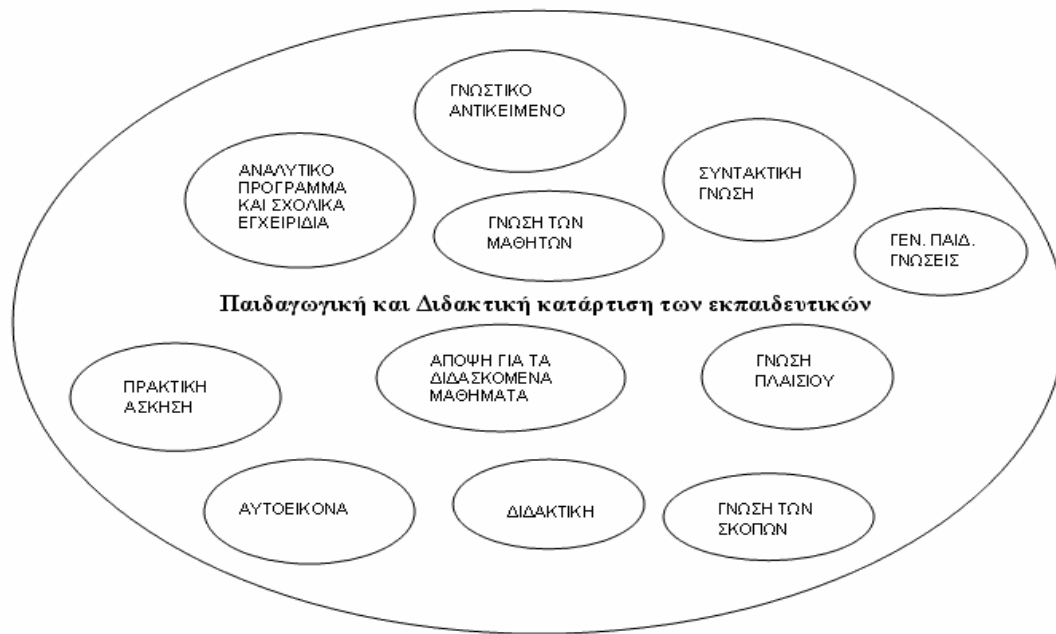 ΓΝΩΣΤΙΚΟ
ΑΝΤΙΚΕΙΜΕΝΟ
ΑΝΑΛΥΤΙΚΟ
ΠΡΟΓΡΑΜΜΑ
ΚΑΙ ΣΧΟΛΙΚΑ
ΕΓΧΕΙΡΙΔΙΑ
ΣΥΝΤΑΚΤΙΚΗ
ΓΝΩΣΗ
ΓΝΩΣΗ ΤΩΝ
ΜΑΘΗΤΩΝ
ΓΕΝ. ΠΑΙΔ.
ΓΝΩΣΕΙΣ
Παιδαγωγική και Διδακτική κατάρτιση των εκπαιδευτικών
ΑΠΟΨΗ ΓΙΑ ΤΑ
ΔΙΔΑΣΚΟΜΕΝΑ
ΜΑΘΗΜΑΤΑ
ΓΝΩΣΗ
ΠΛΑΙΣΙΟΥ
ΠΡΑΚΤΙΚΗ
ΑΣΚΗΣΗ
ΑΥΤΟΕΙΚΟΝΑ
ΔΙΔΑΚΤΙΚΗ
ΓΝΩΣΗ ΤΩΝ
ΣΚΟΠΩΝ